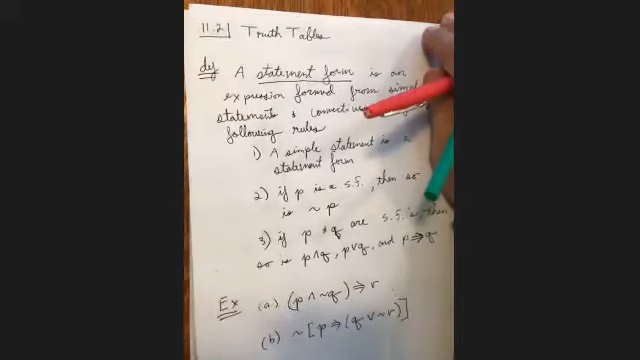 11.2 Truth Tables
def A statement form is an
expression formed from simple
statements & connectives
following rules
1) A simple statement is a
statement form
2) if p is a s.f., then so
is ~p
3) if p & q are s.f.'s, then
so is p∧q, p∨q, and p⇒q
Ex (a) (p∧~q)⇒r
(b) ~[p⇒(q∨~r)]